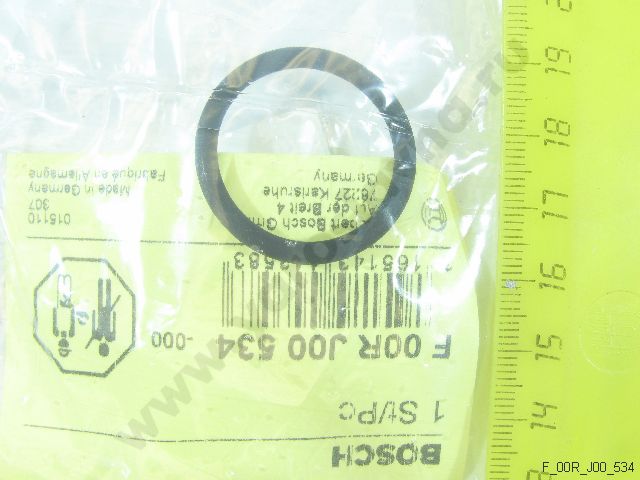 BOSCH
1 St/Pc
F 00R J00 534 -000
Robert Bosch GmbH
Auf der Breit 4
76227 Karlsruhe
Germany
015110
307
Made in Germany
Fabriqué en Allemagne
13
14
15
16
17
18
19
F_00R_J00_534